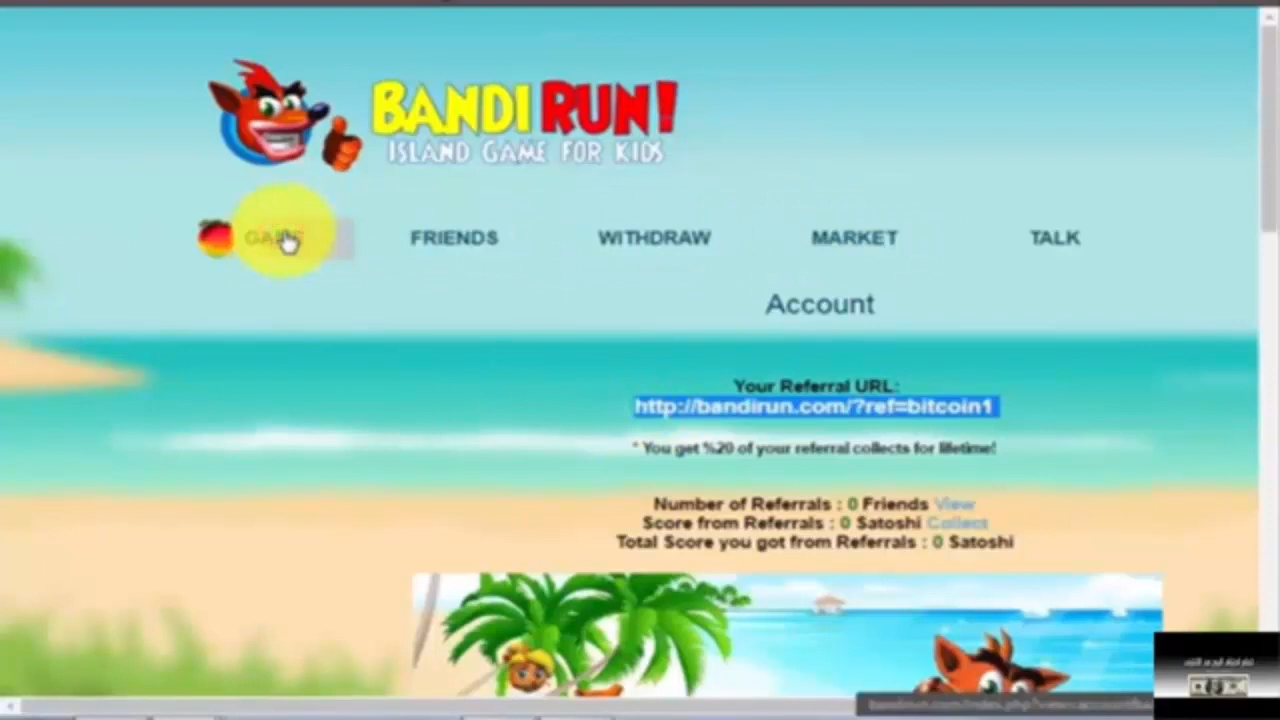 BANDI RUN!
ISLAND GAME FOR KIDS
GAME
FRIENDS
WITHDRAW
MARKET
TALK
Account
Your Referral URL:
http://bandirun.com/?ref=bitcoin1
* You get %20 of your referral collects for lifetime!
Number of Referrals : 0 Friends View
Score from Referrals : 0 Satoshi Collect
Total Score you got from Referrals : 0 Satoshi